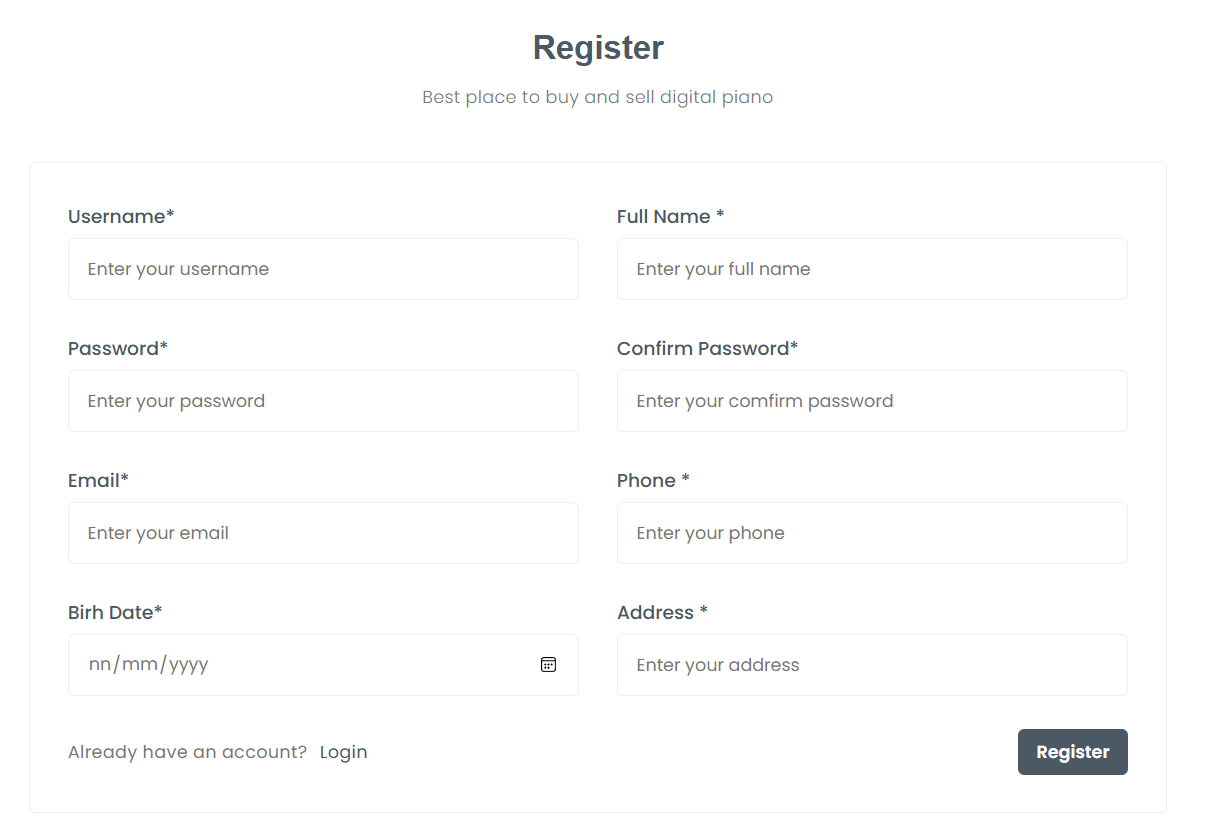 Register
Best place to buy and sell digital piano
Username*
Full Name *
Enter your username
Enter your full name
Password*
Confirm Password*
Enter your password
Enter your comfirm password
Email*
Phone *
Enter your email
Enter your phone
Birh Date*
Address *
nn/mm/yyyy
Enter your address
Already have an account? Login
Register